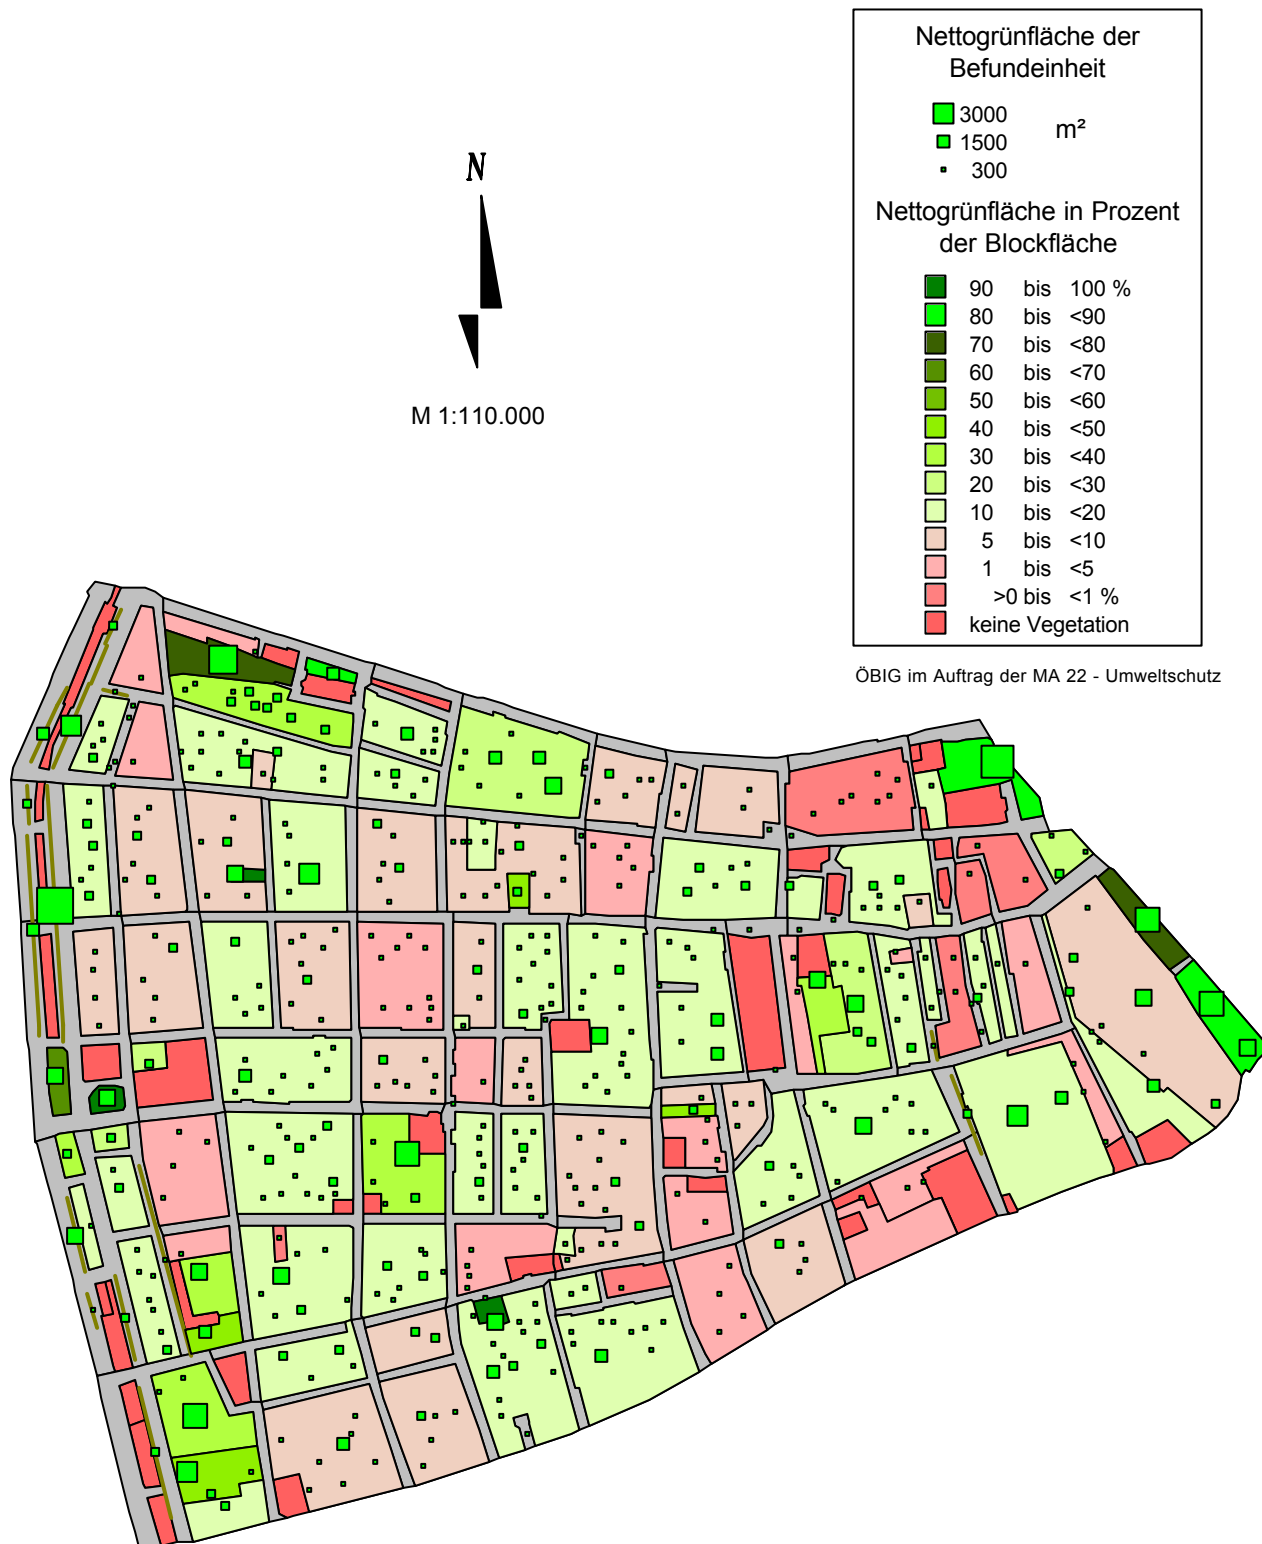 Nettogrünfläche der
Befundeinheit
3000
1500
300
m²
Nettogrünfläche in Prozent
der Blockfläche
90 bis 100 %
80 bis <90
70 bis <80
60 bis <70
50 bis <60
40 bis <50
30 bis <40
20 bis <30
10 bis <20
5 bis <10
1 bis <5
>0 bis <1 %
keine Vegetation
ÖBIG im Auftrag der MA 22 - Umweltschutz
N
M 1:110.000